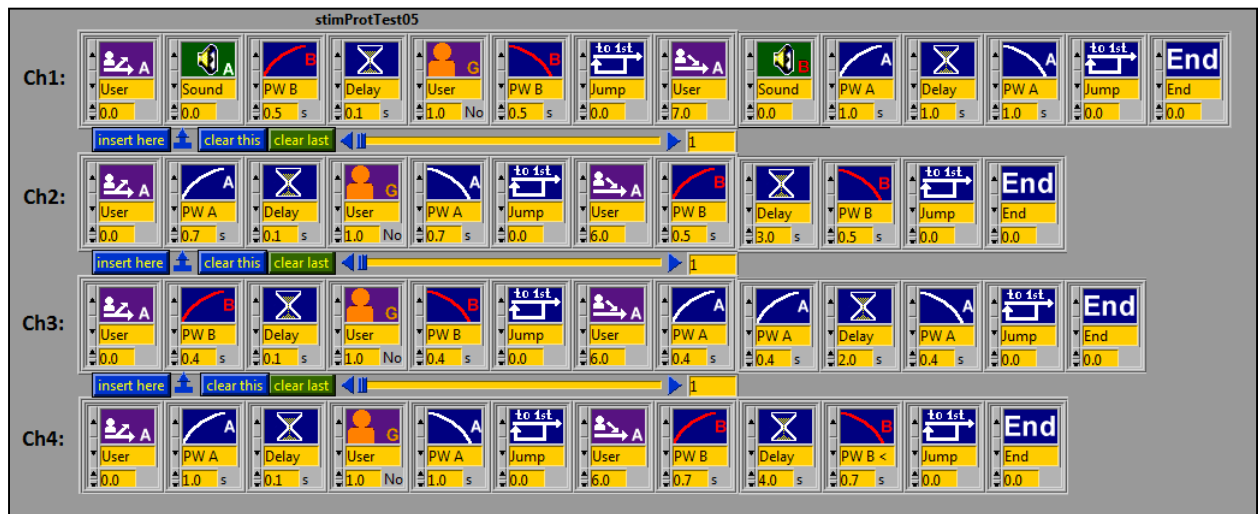 stimProtTest05
Ch1:
A A B G B to 1st A B A A to 1st End
User Sound PW B Delay User PW B Jump User Sound PW A Delay PW A Jump End
0.0 0.0 0.5 s 0.1 s 1.0 No 0.5 s 0.0 7.0 0.0 1.0 s 1.0 s 1.0 s 0.0 0.0
insert here clear this clear last 1
Ch2:
A A G A to 1st A B B to 1st End
User PW A Delay User PW A Jump User PW B Delay PW B Jump End
0.0 0.7 s 0.1 s 1.0 No 0.7 s 0.0 6.0 0.5 s 3.0 s 0.5 s 0.0 0.0
insert here clear this clear last 1
Ch3:
A B G B to 1st A A A A to 1st End
User PW B Delay User PW B Jump User PW A PW A Delay PW A Jump End
0.0 0.4 s 0.1 s 1.0 No 0.4 s 0.0 6.0 0.4 s 0.4 s 2.0 s 0.4 s 0.0 0.0
insert here clear this clear last 1
Ch4:
A A G A to 1st A B B to 1st End
User PW A Delay User PW A Jump User PW B Delay PW B < Jump End
0.0 1.0 s 0.1 s 1.0 No 1.0 s 0.0 6.0 0.7 s 4.0 s 0.7 s 0.0 0.0